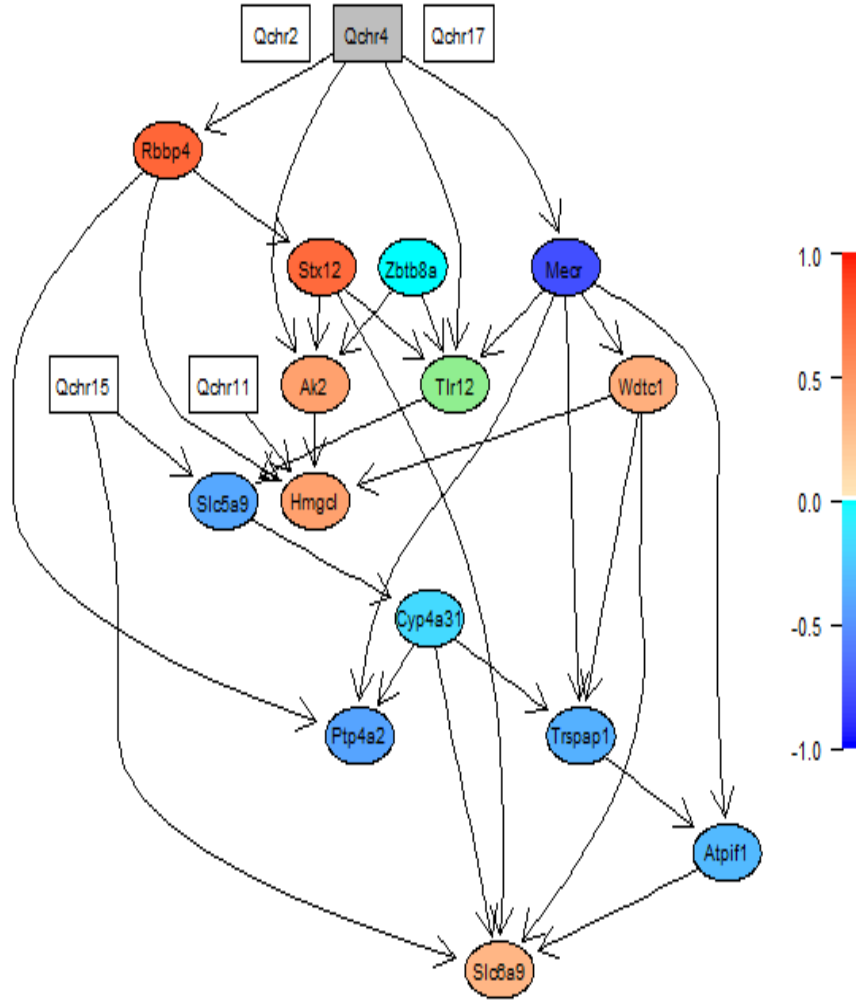 Qchr2 Qchr4 Qchr17
Rbbp4
Stx12 Zbtb8a Mecr
1.0
Qchr15 Qchr11 Ak2 Tlr12 Wdtc1
0.5
Slc5a9 Hmgcl
0.0
Cyp4a31
-0.5
Ptp4a2 Trspap1
-1.0
Atpif1
Slc6a9